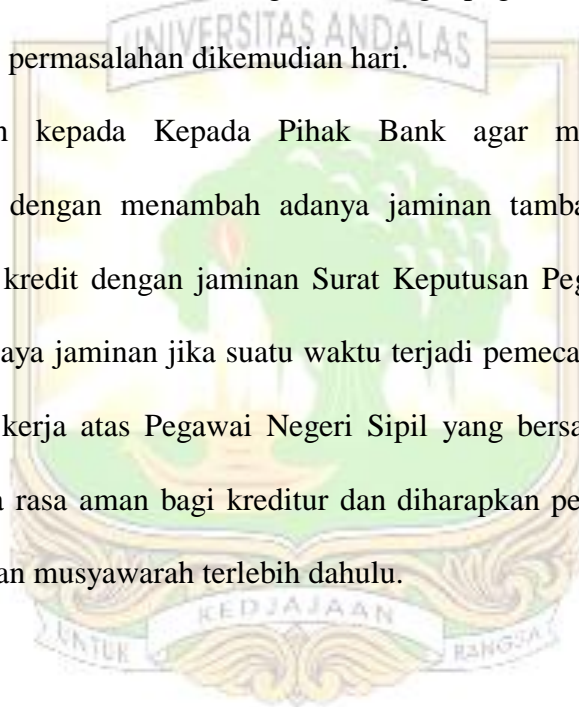 UNIVERSITAS ANDALAS
permasalahan dikemudian hari.
kepada Kepada Pihak Bank agar m
dengan menambah adanya jaminan tamba
kredit dengan jaminan Surat Keputusan Peg
aya jaminan jika suatu waktu terjadi pemeca
kerja atas Pegawai Negeri Sipil yang bersa
rasa aman bagi kreditur dan diharapkan pe
an musyawarah terlebih dahulu.
UNTUK KEDJAJAAN BANGSA